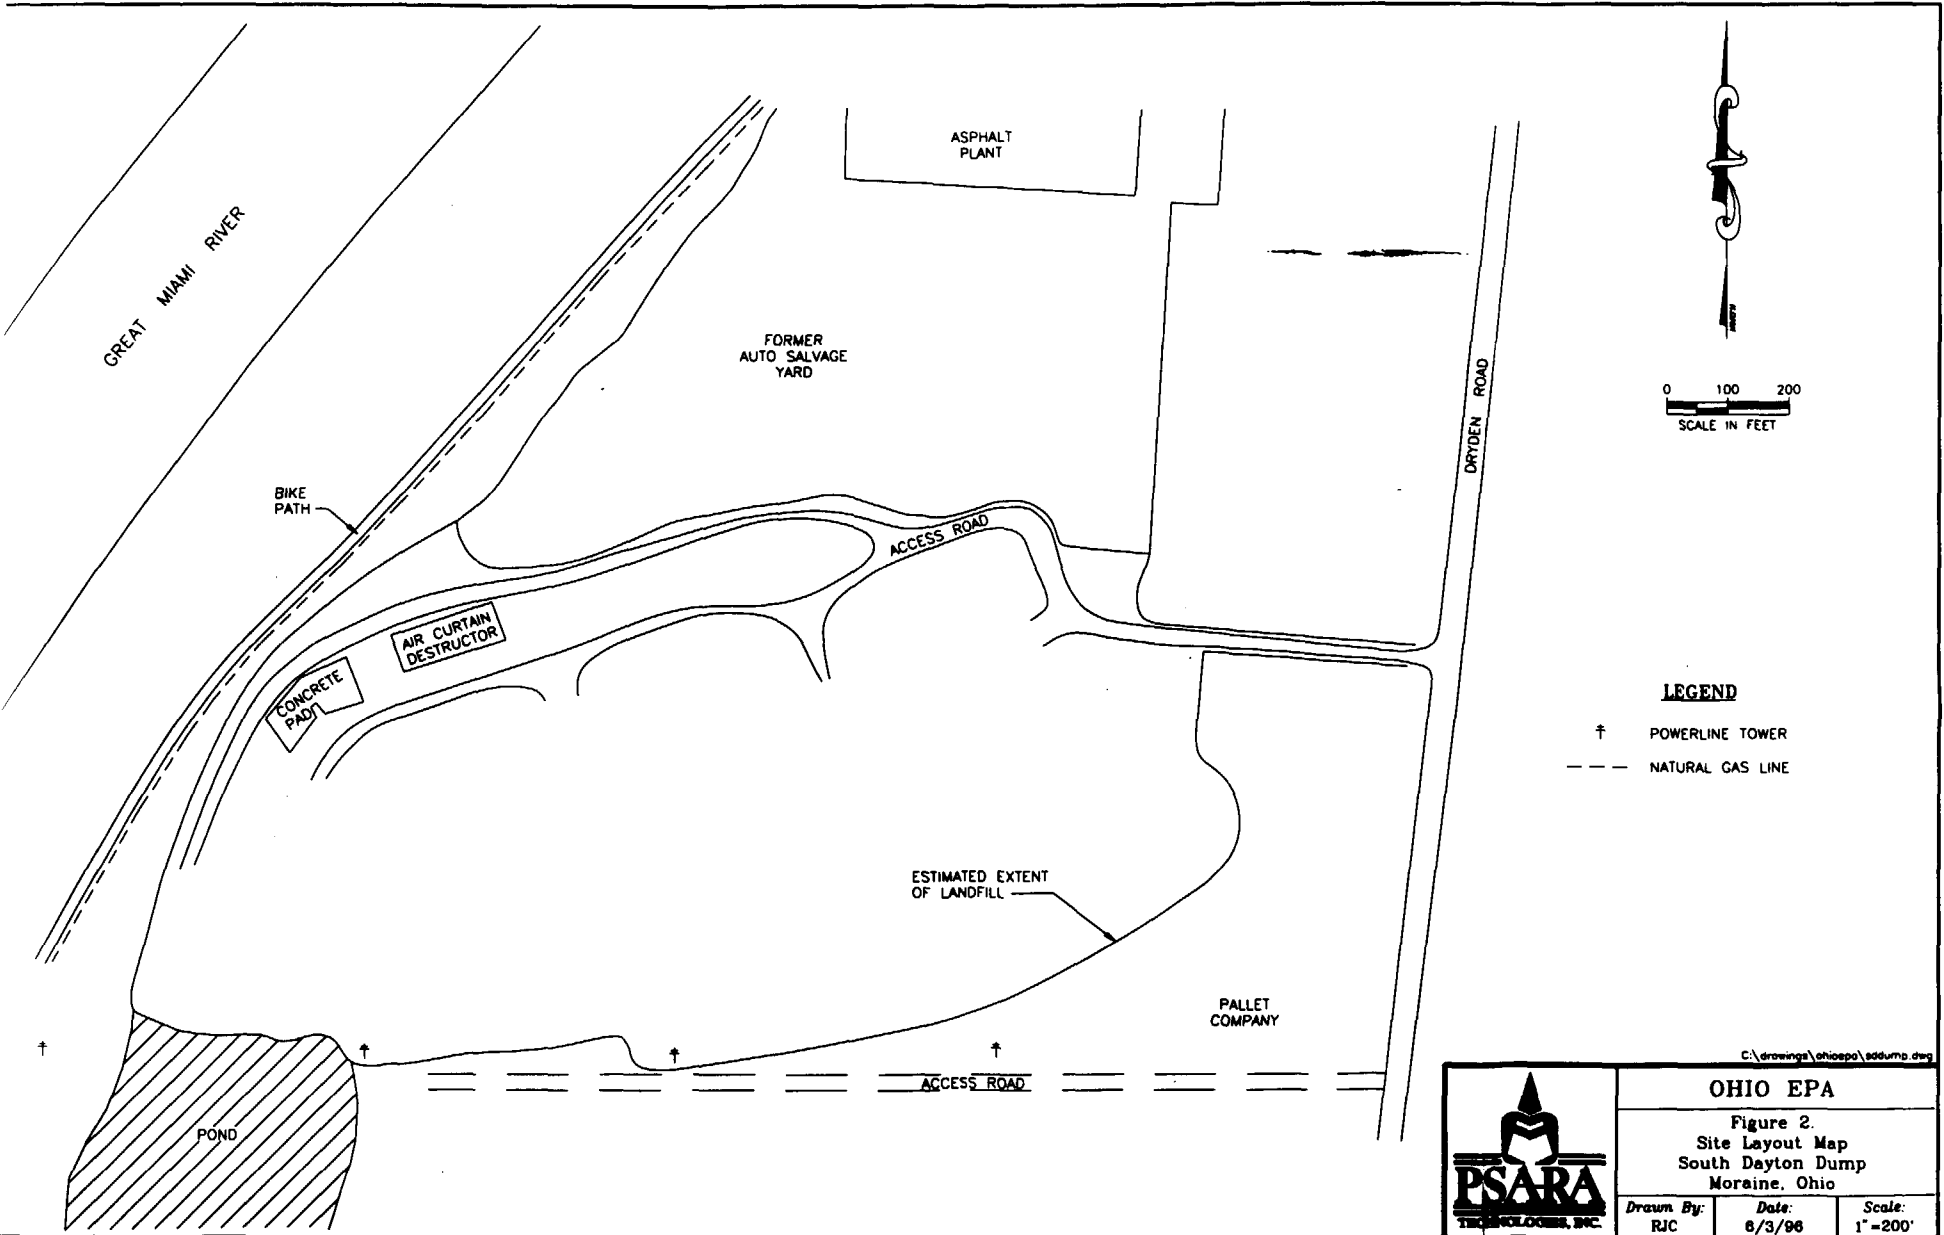 ASPHALT
PLANT
GREAT MIAMI RIVER
FORMER
AUTO SALVAGE
YARD
DRYDEN ROAD
0 100 200
SCALE IN FEET
BIKE
PATH
ACCESS ROAD
AIR CURTAIN
DESTRUCTOR
CONCRETE
PAD
LEGEND
POWERLINE TOWER
NATURAL GAS LINE
ESTIMATED EXTENT
OF LANDFILL
PALLET
COMPANY
ACCESS ROAD
POND
C:\drawings\ohioepa\sddump.dwg
OHIO EPA
Figure 2.
Site Layout Map
South Dayton Dump
Moraine, Ohio
PSARA
TECHNOLOGIES, INC.
Drawn By:
RJC
Date:
6/3/96
Scale:
1"=200'